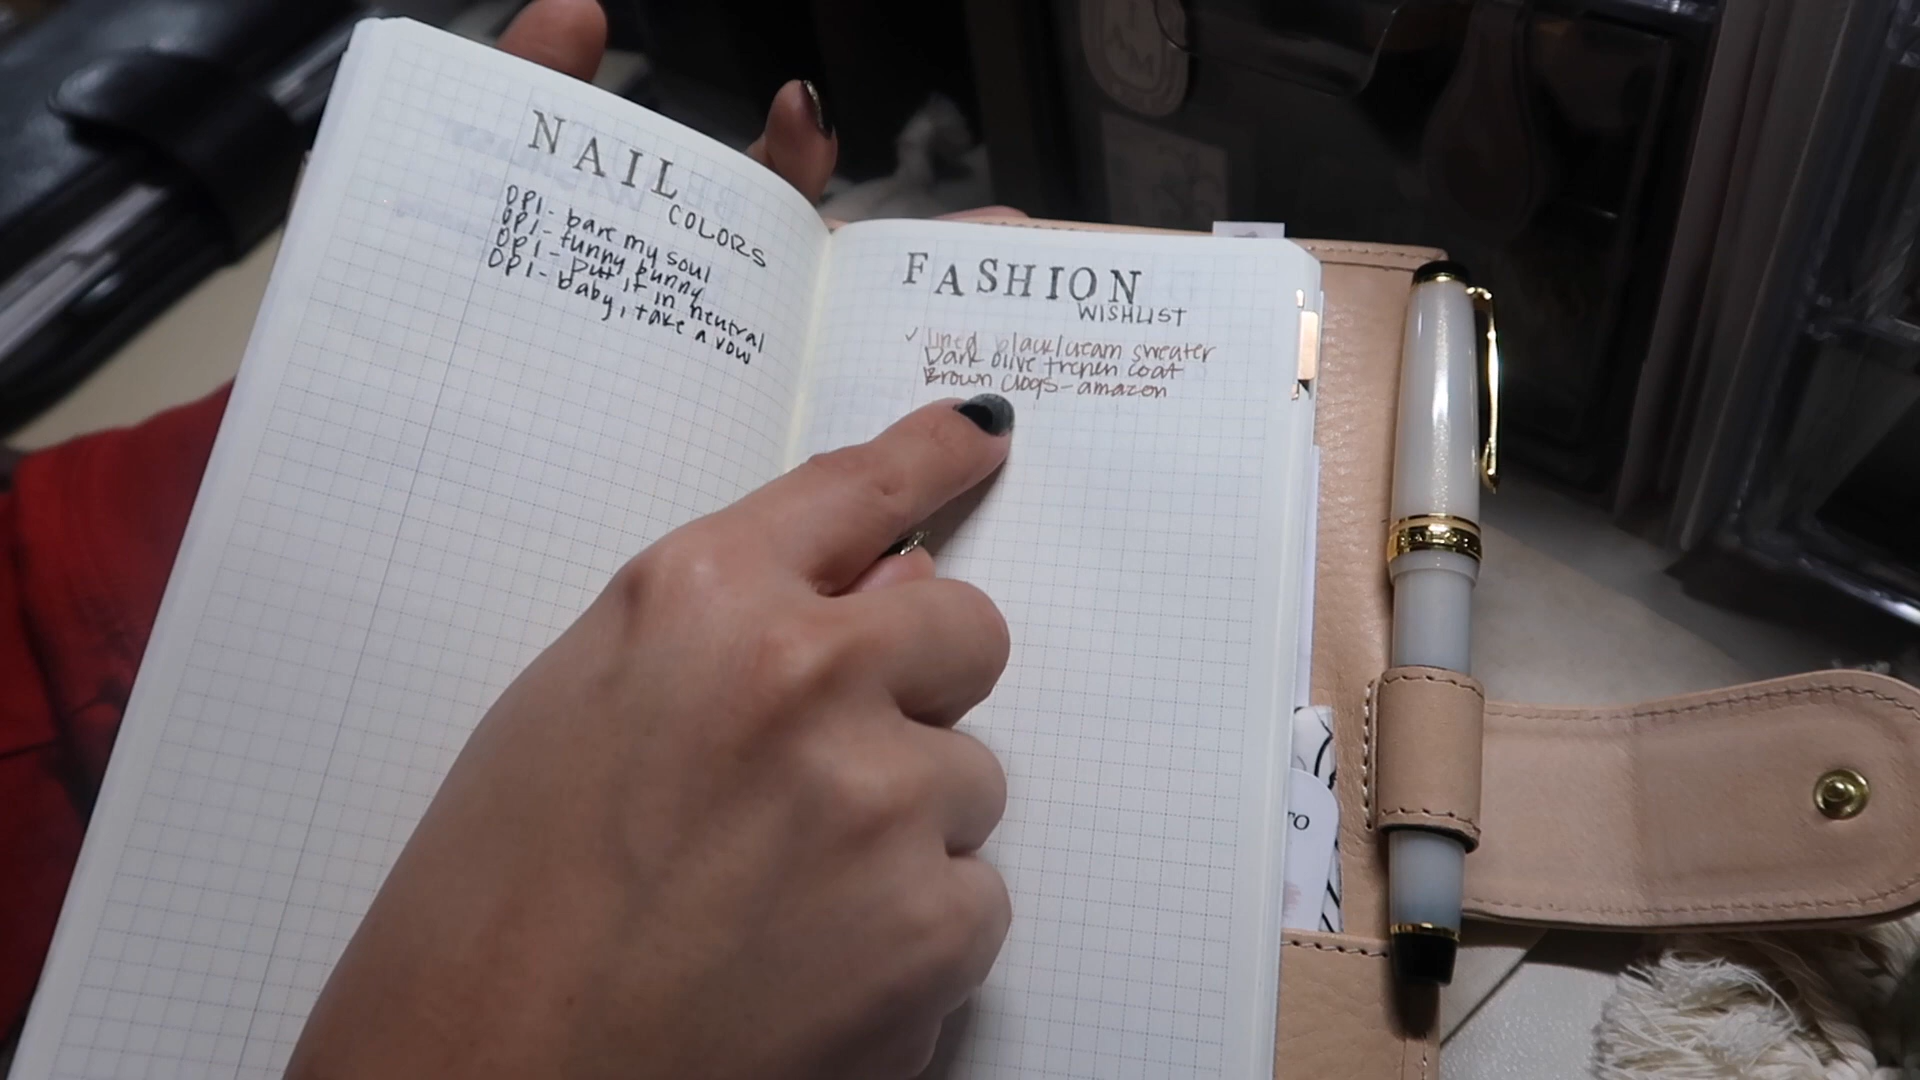 NAIL
COLORS
OPI - bare my soul
OPI - funny bunny
OPI - put it in neutral
OPI - baby, take a vow
FASHION
WISHLIST
✓ lined black/cream sweater
Dark olive trench coat
Brown clogs - amazon